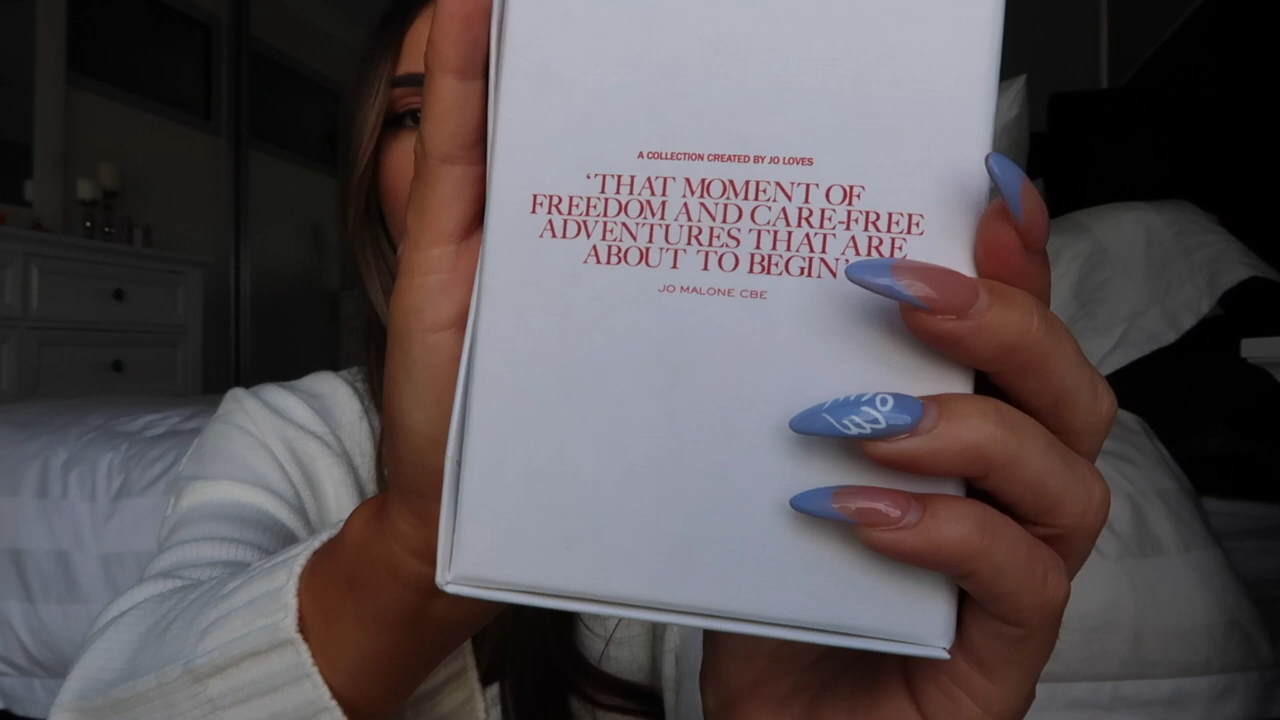 A COLLECTION CREATED BY JO LOVES
‘THAT MOMENT OF
FREEDOM AND CARE-FREE
ADVENTURES THAT ARE
ABOUT TO BEGIN’
JO MALONE CBE